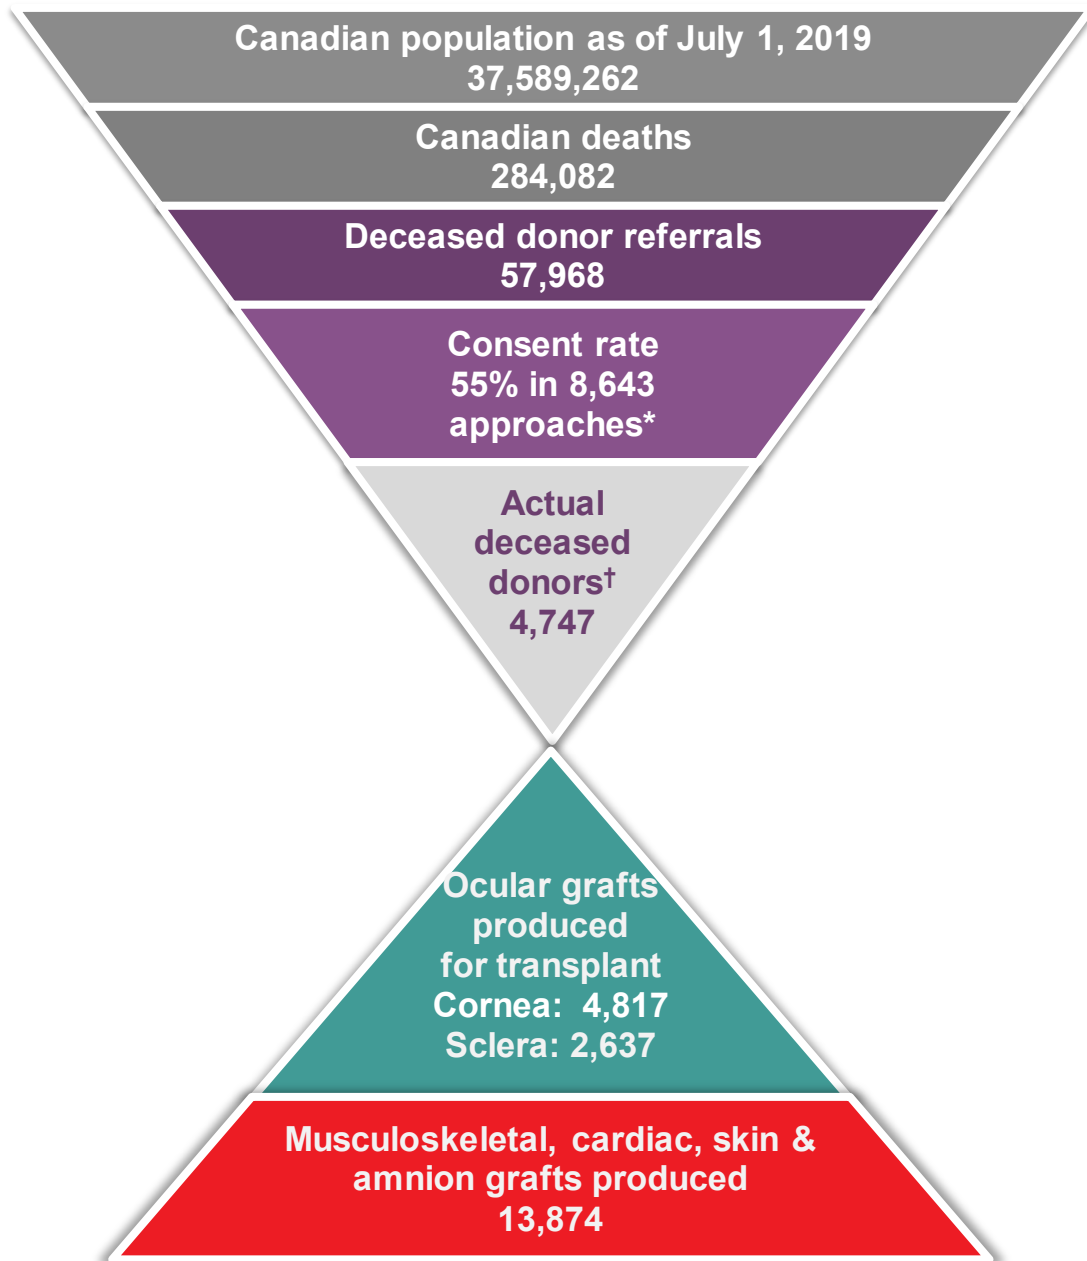 Canadian population as of July 1, 2019
37,589,262
Canadian deaths
284,082
Deceased donor referrals
57,968
Consent rate
55% in 8,643
approaches*
Actual
deceased
donors†
4,747
Ocular grafts
produced
for transplant
Cornea:  4,817
Sclera: 2,637
Musculoskeletal, cardiac, skin &
amnion grafts produced
13,874